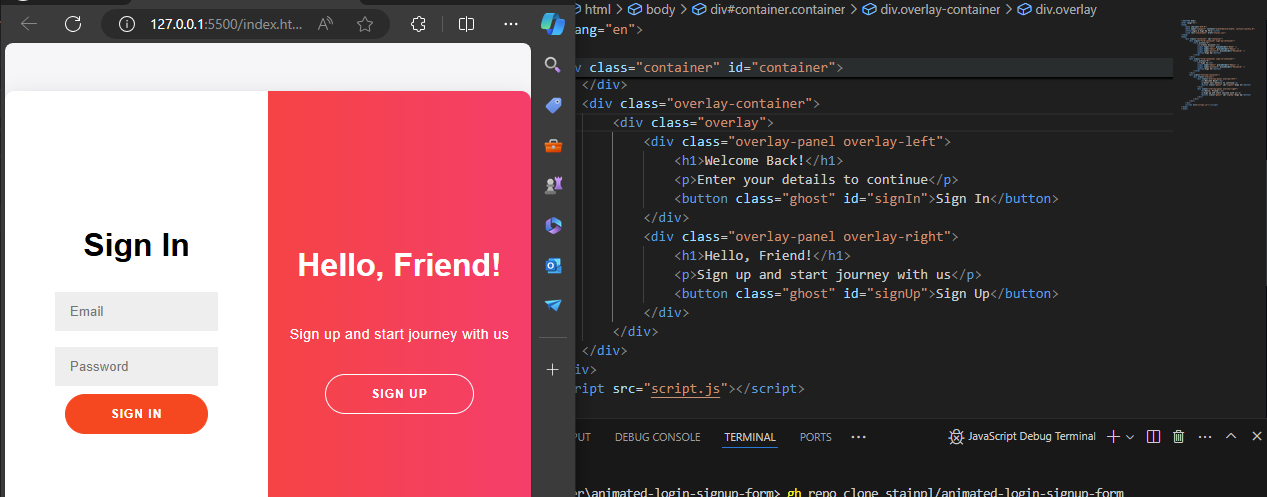 127.0.0.1:5500/index.ht...
Sign In
Email
Password
SIGN IN
Hello, Friend!
Sign up and start journey with us
SIGN UP
html > body > div#container.container > div.overlay-container > div.overlay
ang="en">
v class="container" id="container">
</div>
<div class="overlay-container">
<div class="overlay">
<div class="overlay-panel overlay-left">
<h1>Welcome Back!</h1>
<p>Enter your details to continue</p>
<button class="ghost" id="signIn">Sign In</button>
</div>
<div class="overlay-panel overlay-right">
<h1>Hello, Friend!</h1>
<p>Sign up and start journey with us</p>
<button class="ghost" id="signUp">Sign Up</button>
</div>
</div>
</div>
iv>
ript src="script.js"></script>
PUT DEBUG CONSOLE TERMINAL PORTS ... JavaScript Debug Terminal
er\animated-login-signup-form> gh repo clone stainpl/animated-login-signup-form